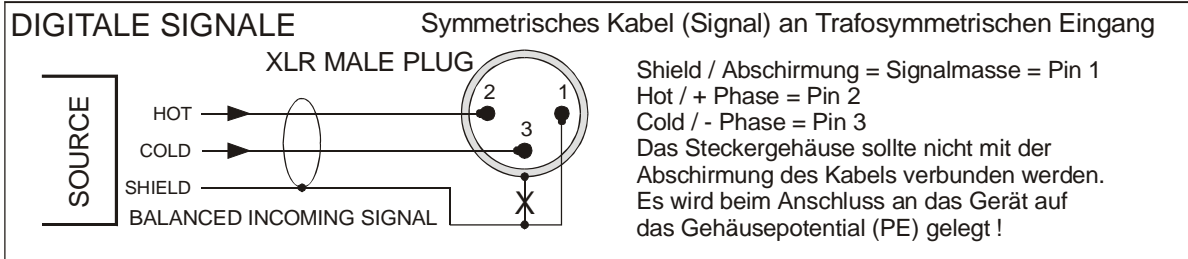 DIGITALE SIGNALE
Symmetrisches Kabel (Signal) an Trafosymmetrischen Eingang
XLR MALE PLUG
SOURCE
HOT
COLD
SHIELD
BALANCED INCOMING SIGNAL
2
1
3
X
Shield / Abschirmung = Signalmasse = Pin 1
Hot / + Phase = Pin 2
Cold / - Phase = Pin 3
Das Steckergehäuse sollte nicht mit der
Abschirmung des Kabels verbunden werden.
Es wird beim Anschluss an das Gerät auf
das Gehäusepotential (PE) gelegt !